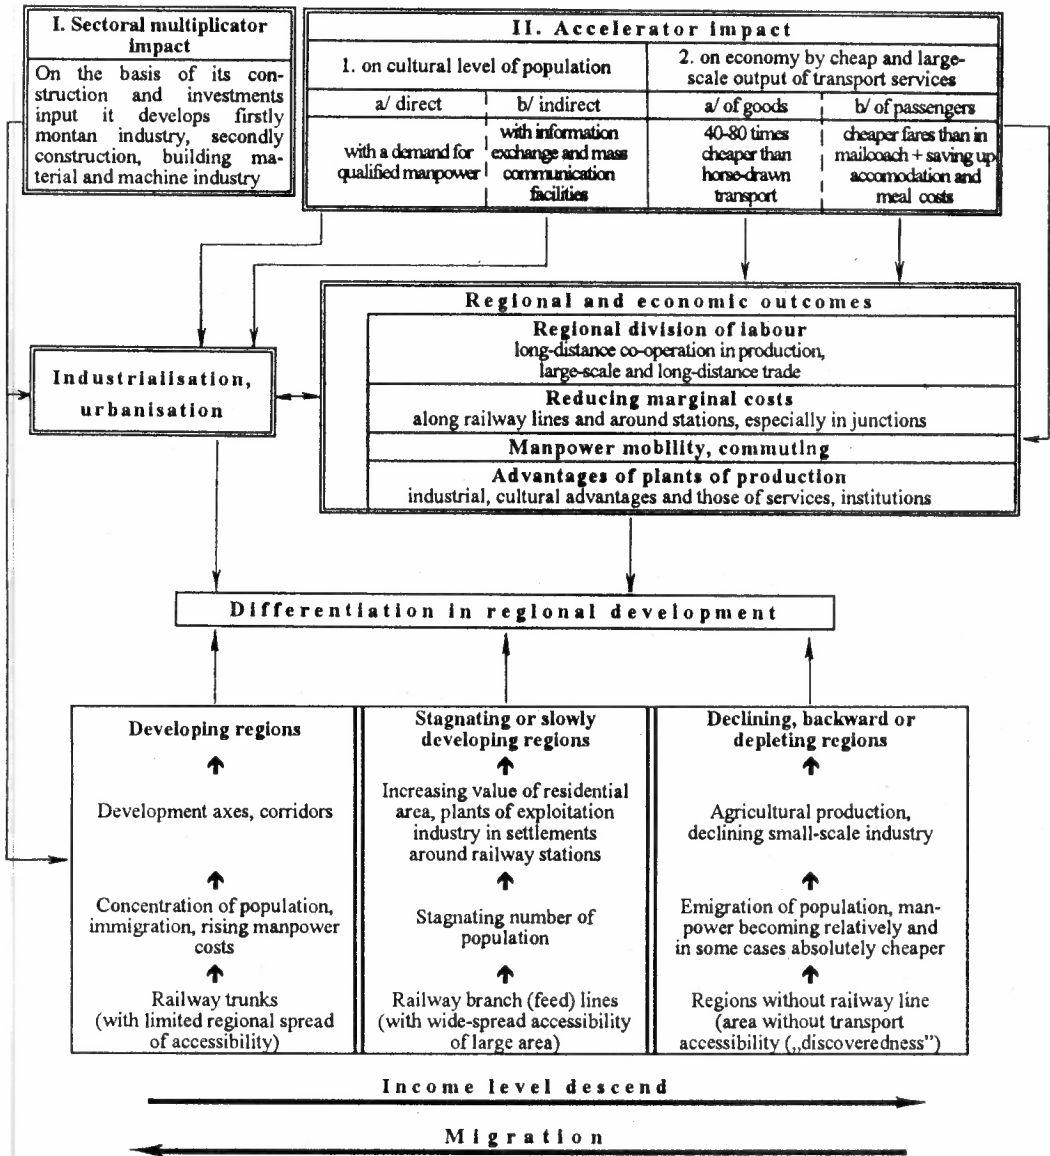 I. Sectoral multiplicator
impact
On the basis of its con-
struction and investments
input it develops firstly
montan industry, secondly
construction, building ma-
terial and machine industry
II. Accelerator impact
1. on cultural level of population
2. on economy by cheap and large-
scale output of transport services
a/ direct
b/ indirect
a/ of goods
b/ of passengers
with a demand for
qualified manpower
with information
exchange and mass
communication
facilities
40-80 times
cheaper than
horse-drawn
transport
cheaper fares than in
mailcoach + saving up
accomodation and
meal costs
Industrialisation,
urbanisation
Regional and economic outcomes
Regional division of labour
long-distance co-operation in production,
large-scale and long-distance trade
Reducing marginal costs
along railway lines and around stations, especially in junctions
Manpower mobility, commuting
Advantages of plants of production
industrial, cultural advantages and those of services, institutions
Differentiation in regional development
Developing regions
Development axes, corridors
Concentration of population,
immigration, rising manpower
costs
Railway trunks
(with limited regional spread
of accessibility)
Stagnating or slowly
developing regions
Increasing value of residential
area, plants of exploitation
industry in settlements
around railway stations
Stagnating number of
population
Railway branch (feed) lines
(with wide-spread accessibility
of large area)
Declining, backward or
depleting regions
Agricultural production,
declining small-scale industry
Emigration of population, man-
power becoming relatively and
in some cases absolutely cheaper
Regions without railway line
(area without transport
accessibility („discoveredness")
Income level descend
Migration